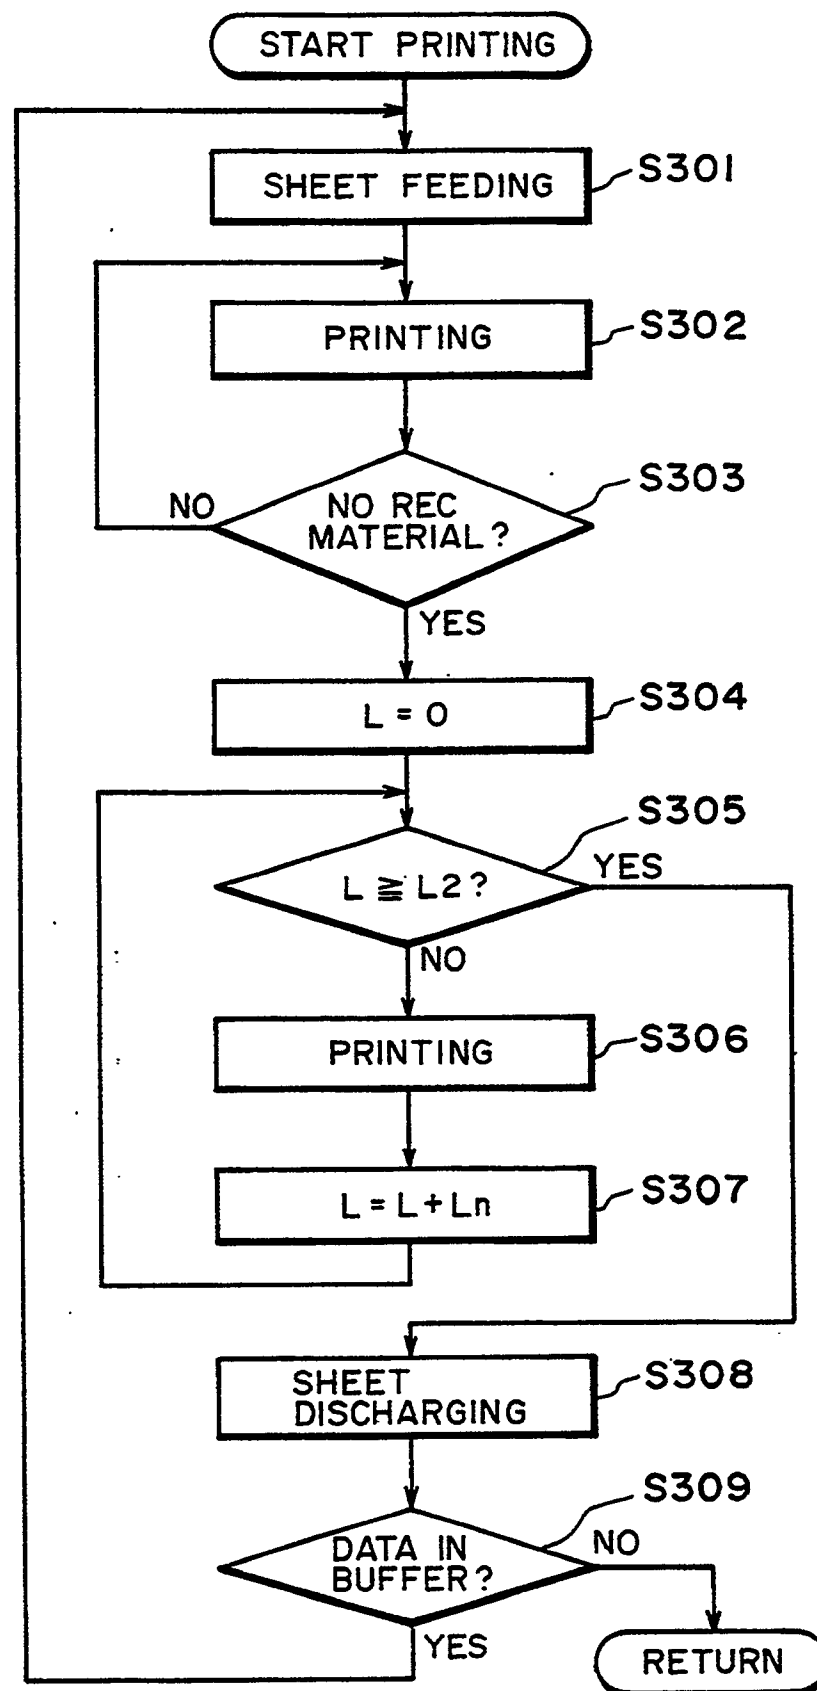 START PRINTING
SHEET FEEDING
S301
PRINTING
S302
NO REC
MATERIAL?
S303
NO
YES
L = 0
S304
S305
L ≧ L2?
YES
NO
PRINTING
S306
L = L + Ln
S307
SHEET
DISCHARGING
S308
S309
DATA IN
BUFFER?
NO
YES
RETURN